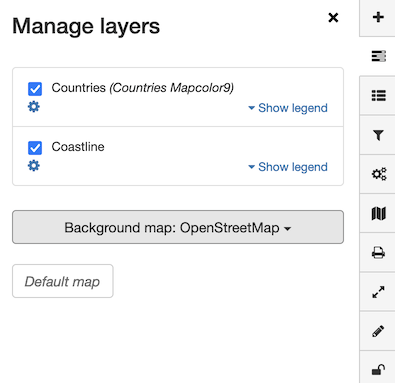 Manage layers
Countries (Countries Mapcolor9)
Show legend
Coastline
Show legend
Background map: OpenStreetMap
Default map